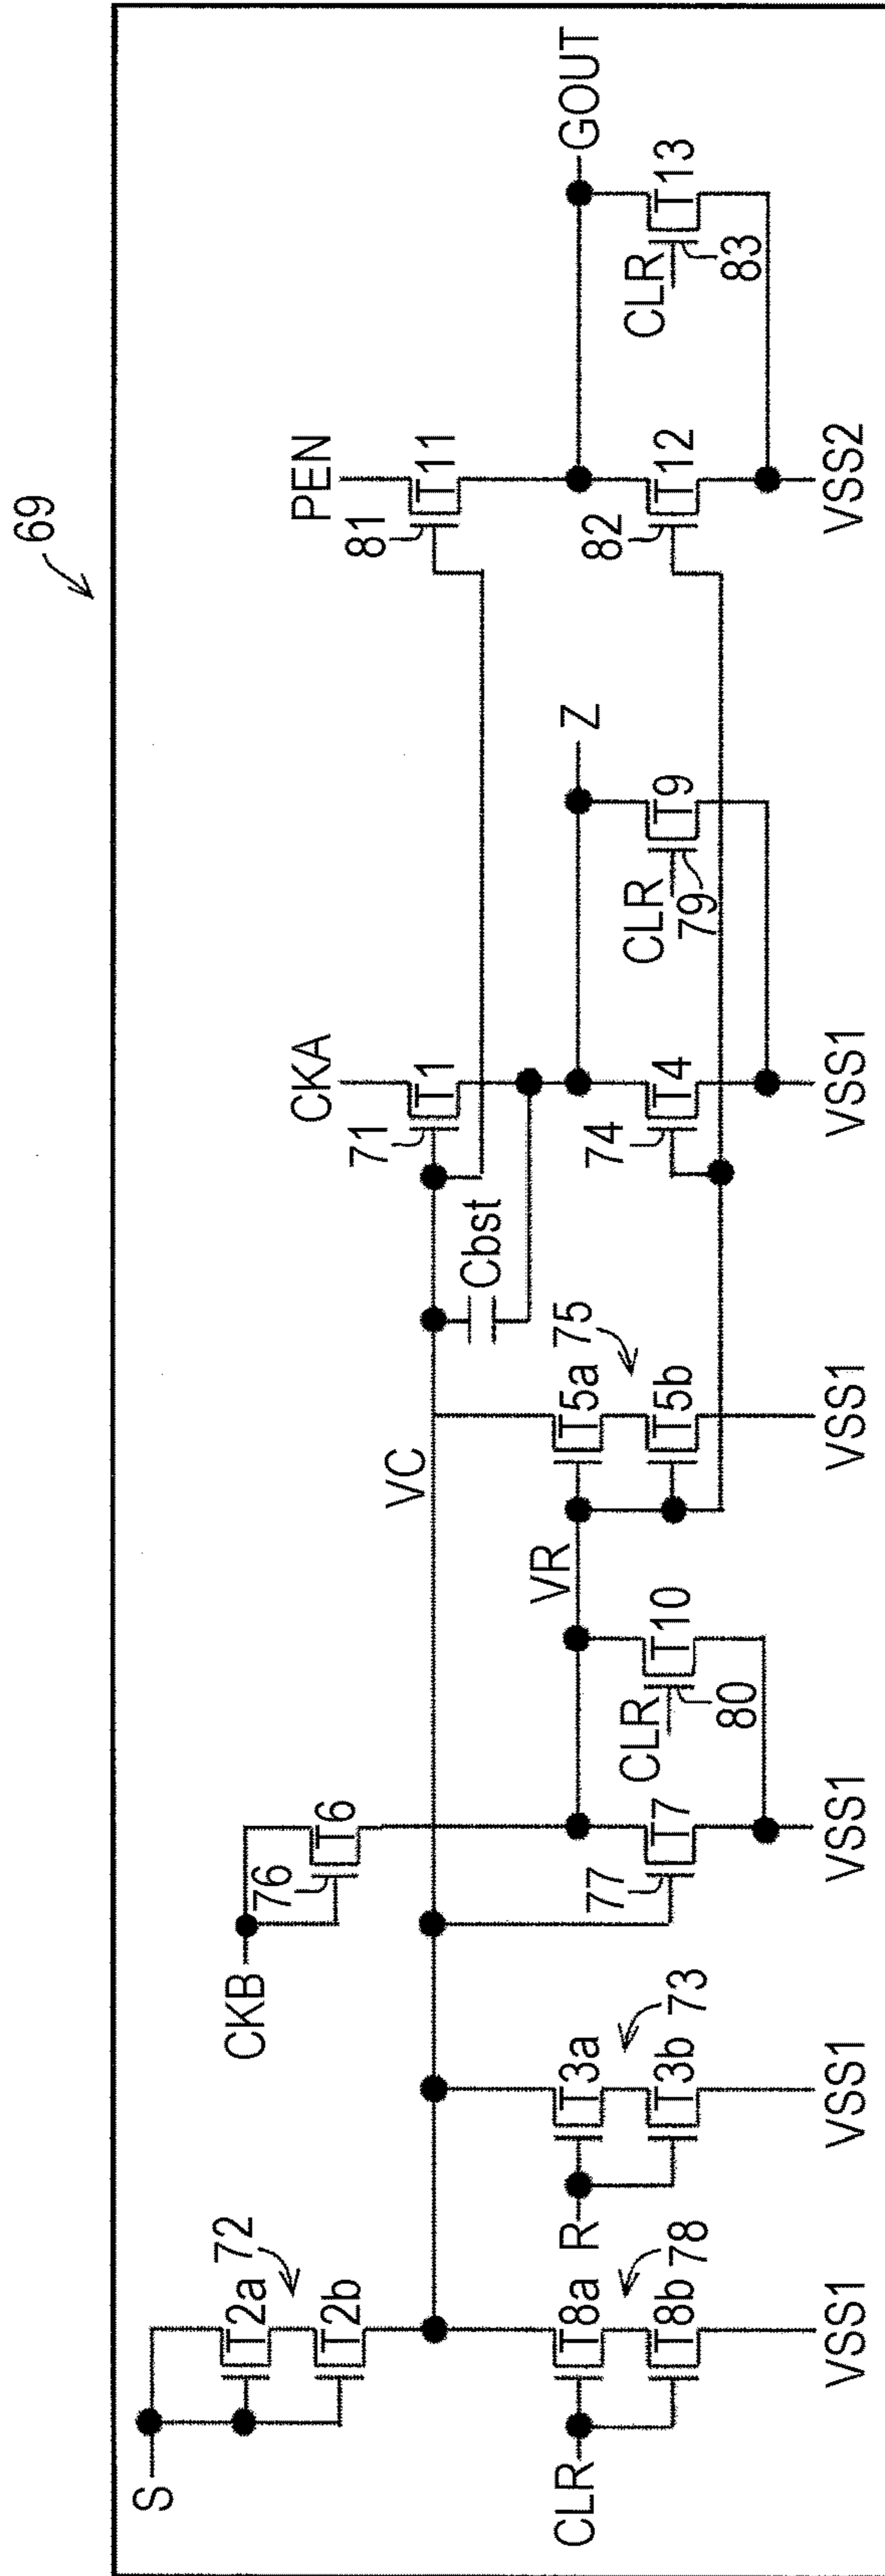 69
S
72
T2a
T2b
CLR
T8a
T8b
78
VSS1
R
T3a
T3b
73
VSS1
CKB
76
T6
77
T7
CLR
T10
80
VSS1
VR
VC
T5a
75
T5b
VSS1
Cbst
CKA
71
T1
74
T4
VSS1
Z
CLR
T9
79
PEN
81
T11
82
T12
VSS2
GOUT
CLR
T13
83